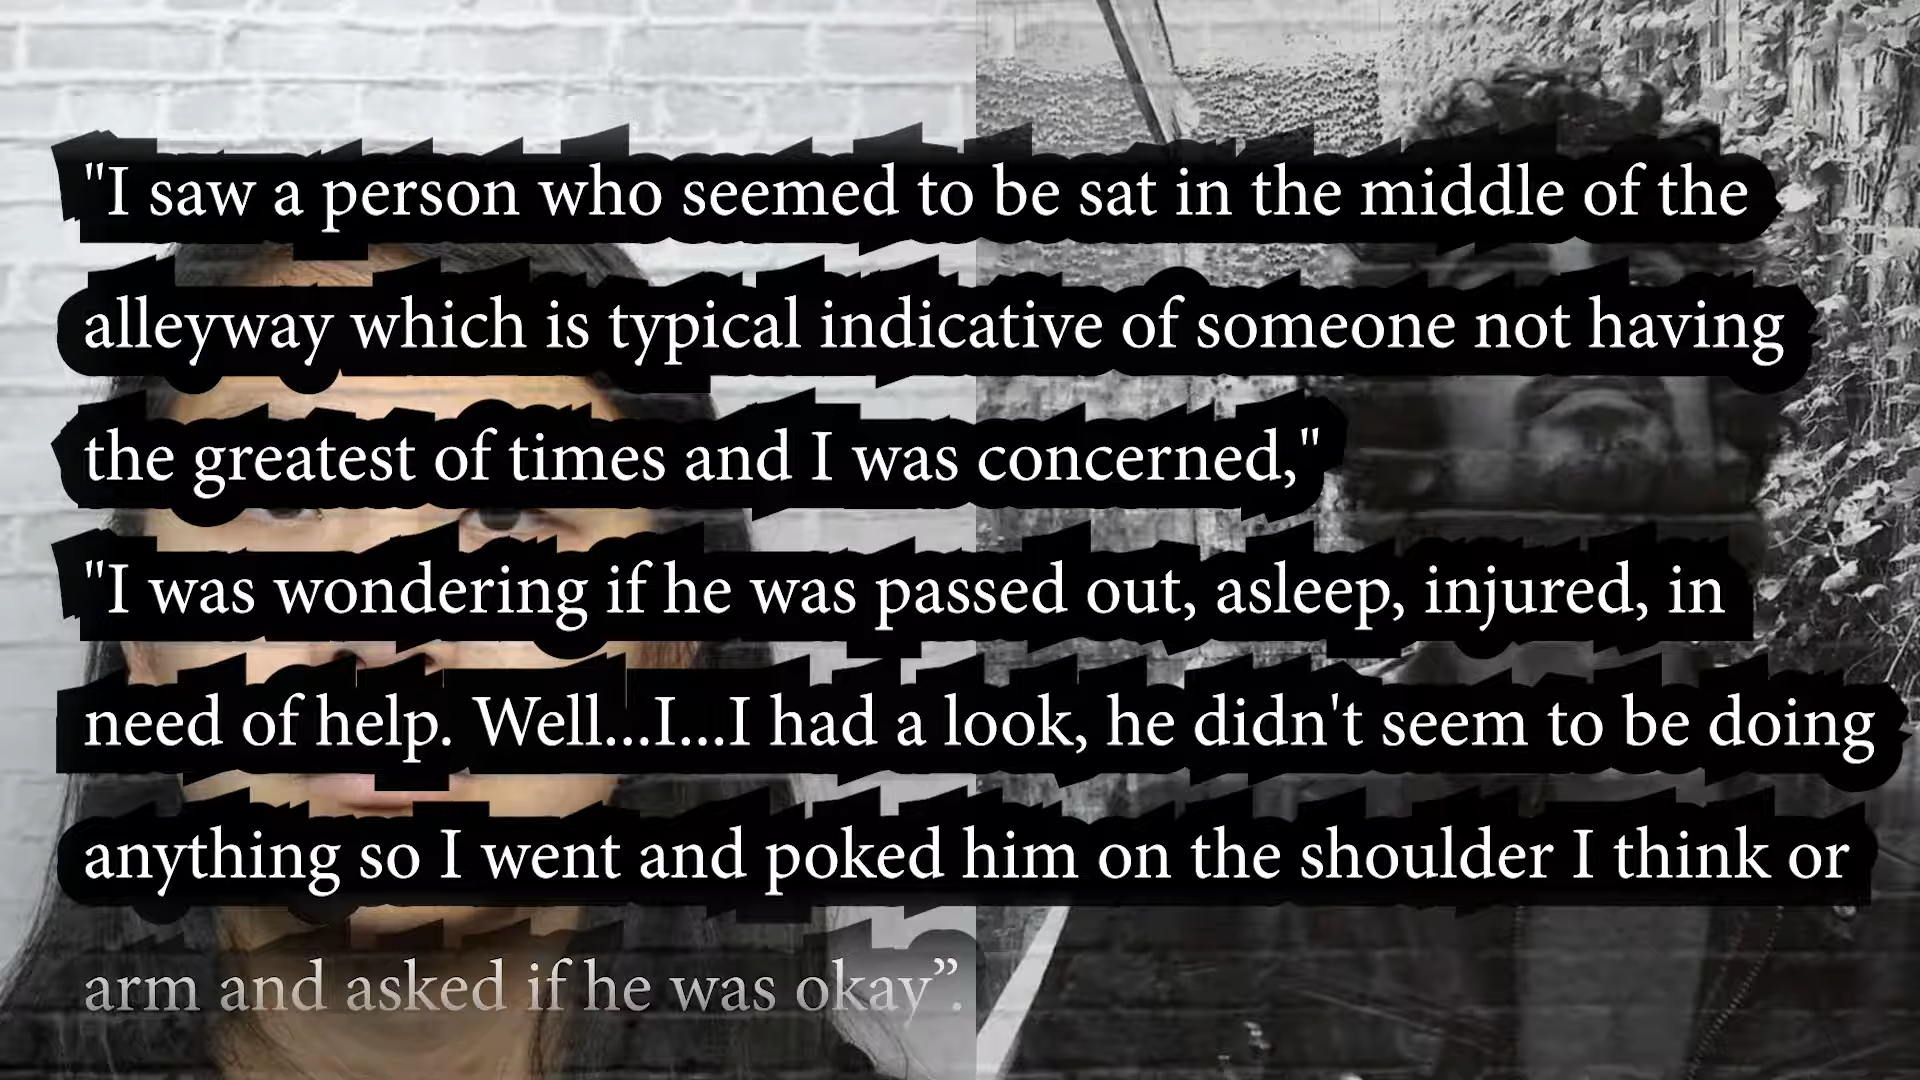 "I saw a person who seemed to be sat in the middle of the
alleyway which is typical indicative of someone not having
the greatest of times and I was concerned,"
"I was wondering if he was passed out, asleep, injured, in
need of help. Well...I...I had a look, he didn't seem to be doing
anything so I went and poked him on the shoulder I think or
arm and asked if he was okay”.